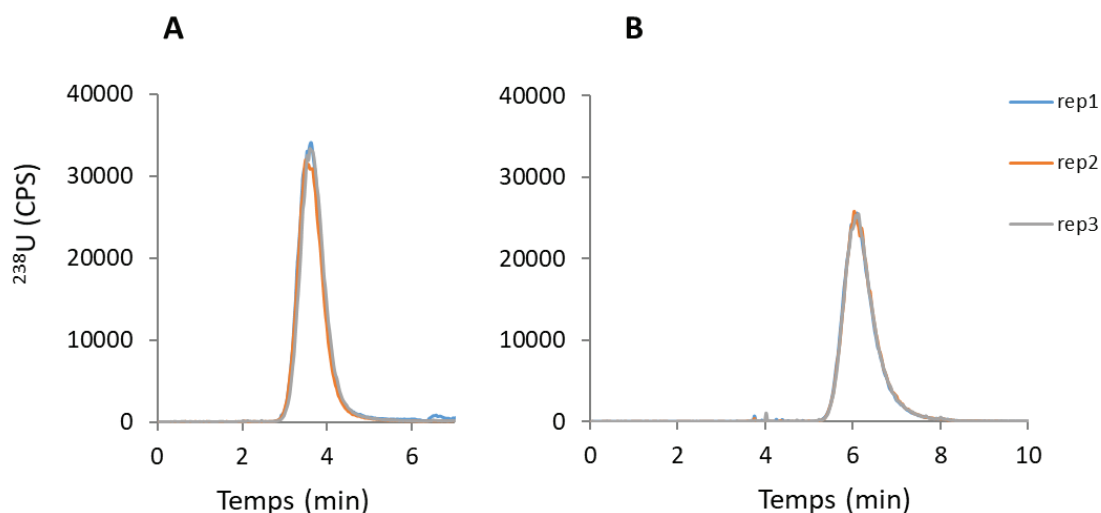 A
B
40000
30000
20000
10000
0
0 2 4 6
²³⁸U (CPS)
Temps (min)
40000
30000
20000
10000
0
0 2 4 6 8 10
Temps (min)
rep1
rep2
rep3